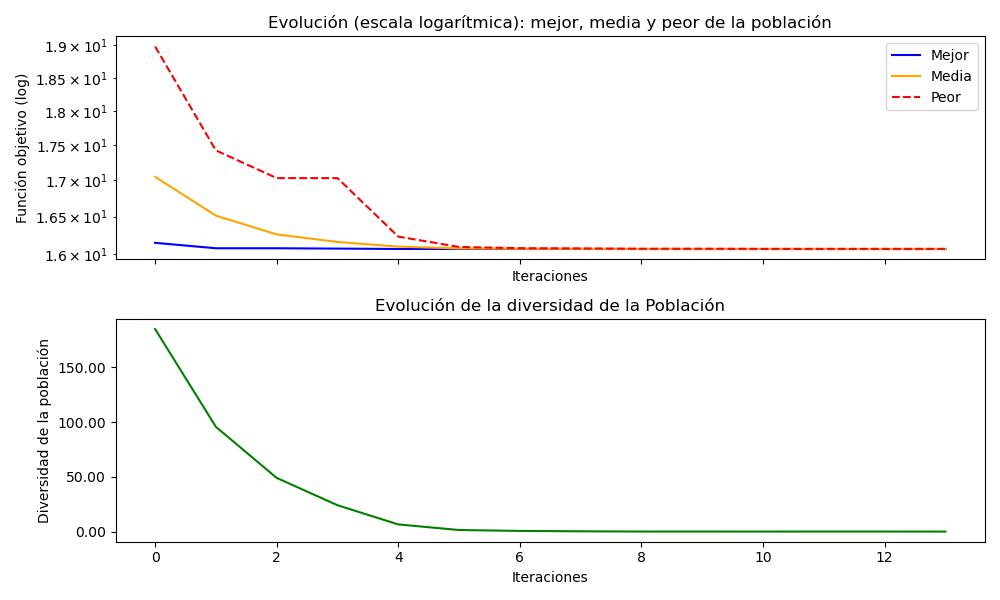 Evolución (escala logarítmica): mejor, media y peor de la población
Función objetivo (log)
1.9 × 10¹
1.85 × 10¹
1.8 × 10¹
1.75 × 10¹
1.7 × 10¹
1.65 × 10¹
1.6 × 10¹
Mejor
Media
Peor
Iteraciones
Evolución de la diversidad de la Población
Diversidad de la población
150.00
100.00
50.00
0.00
0 2 4 6 8 10 12
Iteraciones